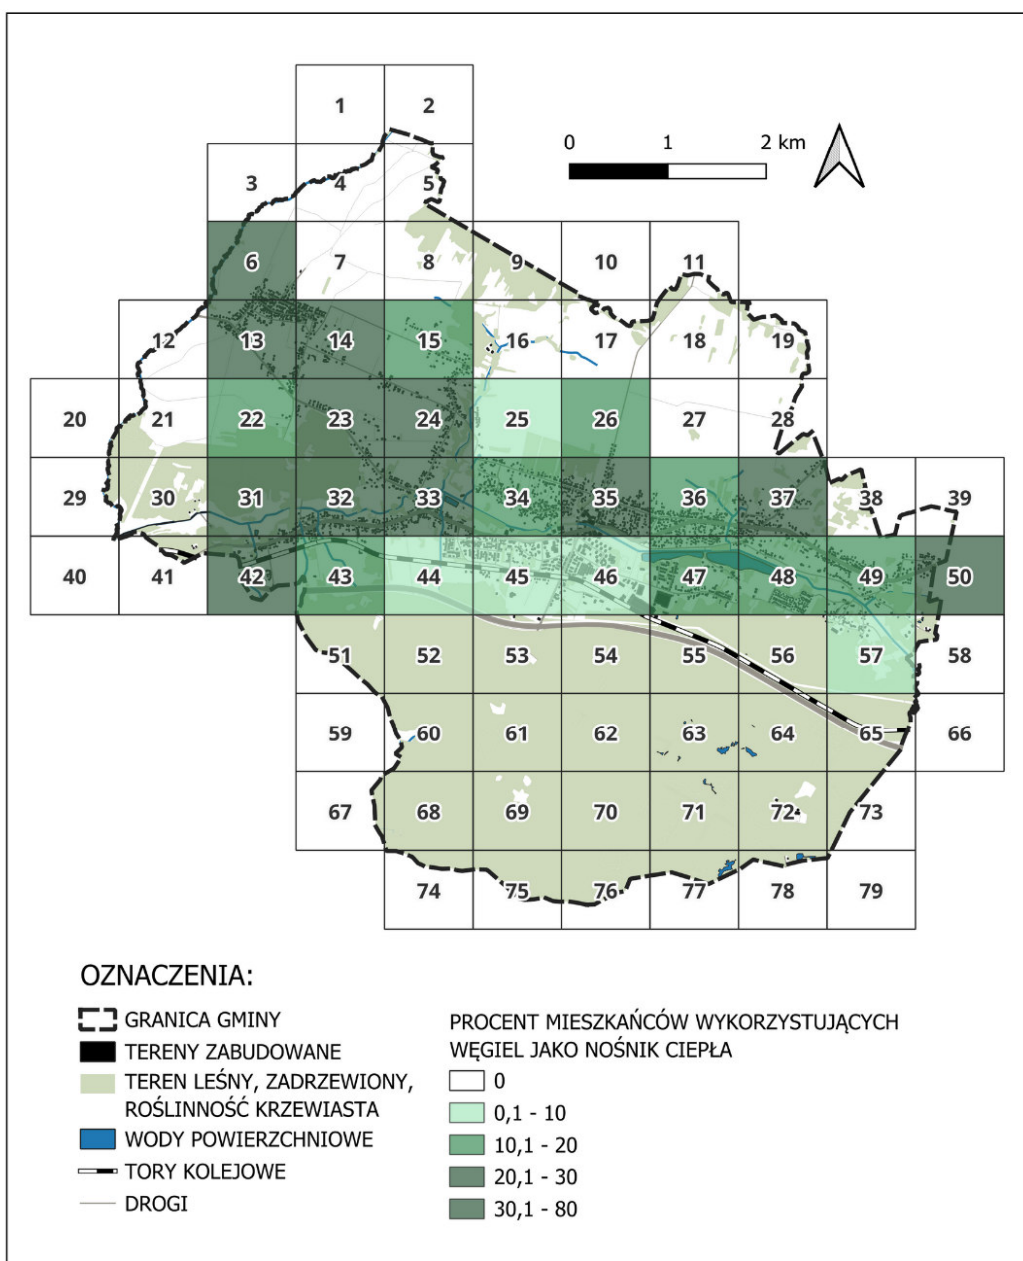 1 2
0 1 2 km
3 4 5
6 7 8 9 10 11
12 13 14 15 16 17 18 19
20 21 22 23 24 25 26 27 28
29 30 31 32 33 34 35 36 37 38 39
40 41 42 43 44 45 46 47 48 49 50
51 52 53 54 55 56 57 58
59 60 61 62 63 64 65 66
67 68 69 70 71 72 73
74 75 76 77 78 79
OZNACZENIA:
GRANICA GMINY
TERENY ZABUDOWANE
TEREN LEŚNY, ZADRZEWIONY,
ROŚLINNOŚĆ KRZEWIASTA
WODY POWIERZCHNIOWE
TORY KOLEJOWE
DROGI
PROCENT MIESZKAŃCÓW WYKORZYSTUJĄCYCH
WĘGIEL JAKO NOŚNIK CIEPŁA
0
0,1 - 10
10,1 - 20
20,1 - 30
30,1 - 80